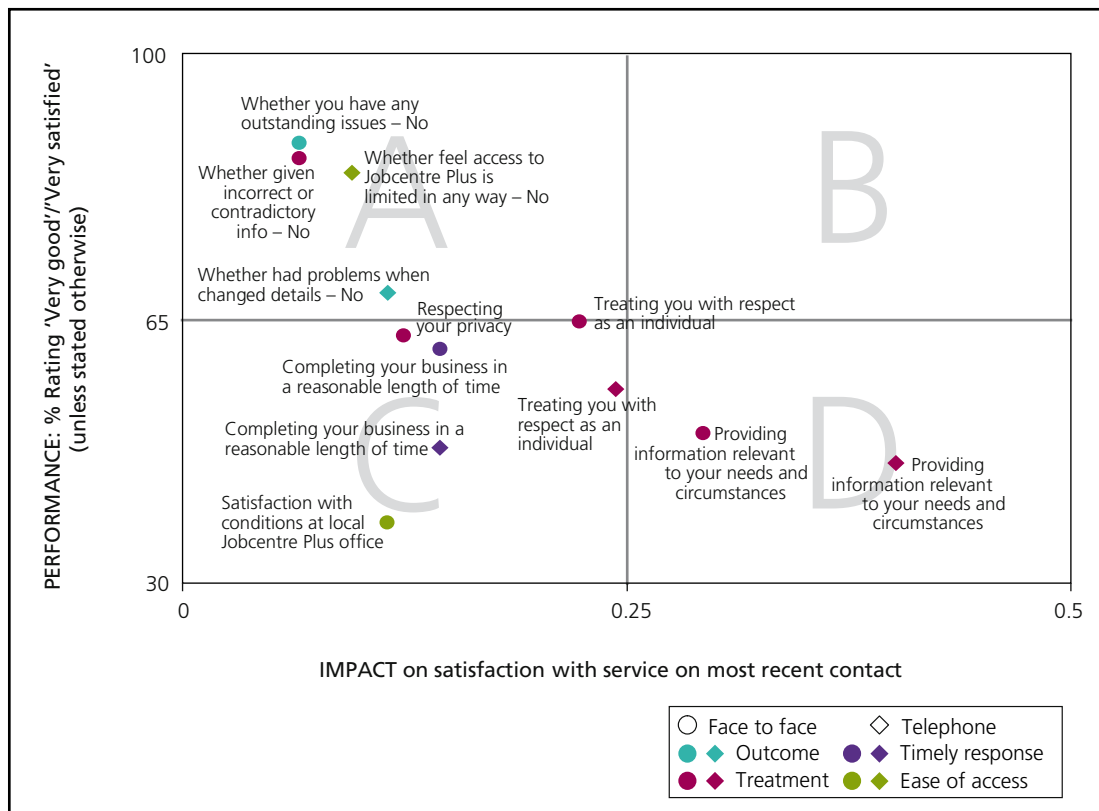 100
Whether you have any
outstanding issues – No
Whether feel access to
Jobcentre Plus is
limited in any way – No
Whether given
incorrect or
contradictory
info – No
A
B
Whether had problems when
changed details – No
Respecting
your privacy
Treating you with respect
as an individual
65
Completing your business in
a reasonable length of time
Treating you with
respect as an
individual
Completing your business in a
reasonable length of time
Providing
information relevant
to your needs and
circumstances
Providing
information relevant
to your needs and
circumstances
C
D
Satisfaction with
conditions at local
Jobcentre Plus office
30
0
0.25
0.5
PERFORMANCE: % Rating ‘Very good’/‘Very satisfied’
(unless stated otherwise)
IMPACT on satisfaction with service on most recent contact
Face to face
Telephone
Outcome
Timely response
Treatment
Ease of access